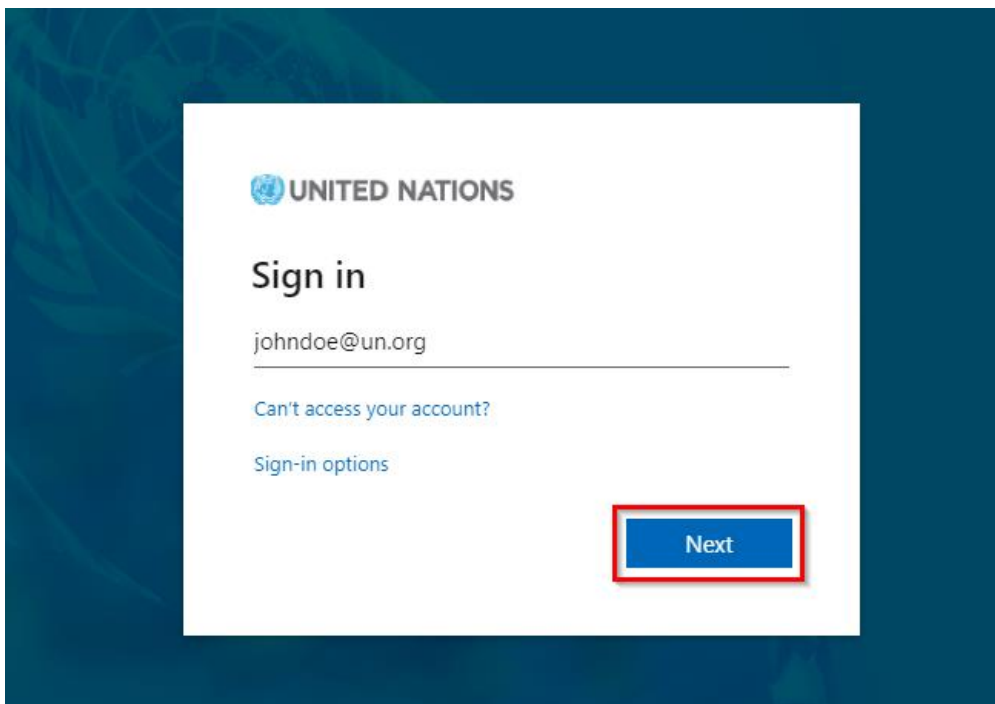 UNITED NATIONS
Sign in
johndoe@un.org
Can't access your account?
Sign-in options
Next